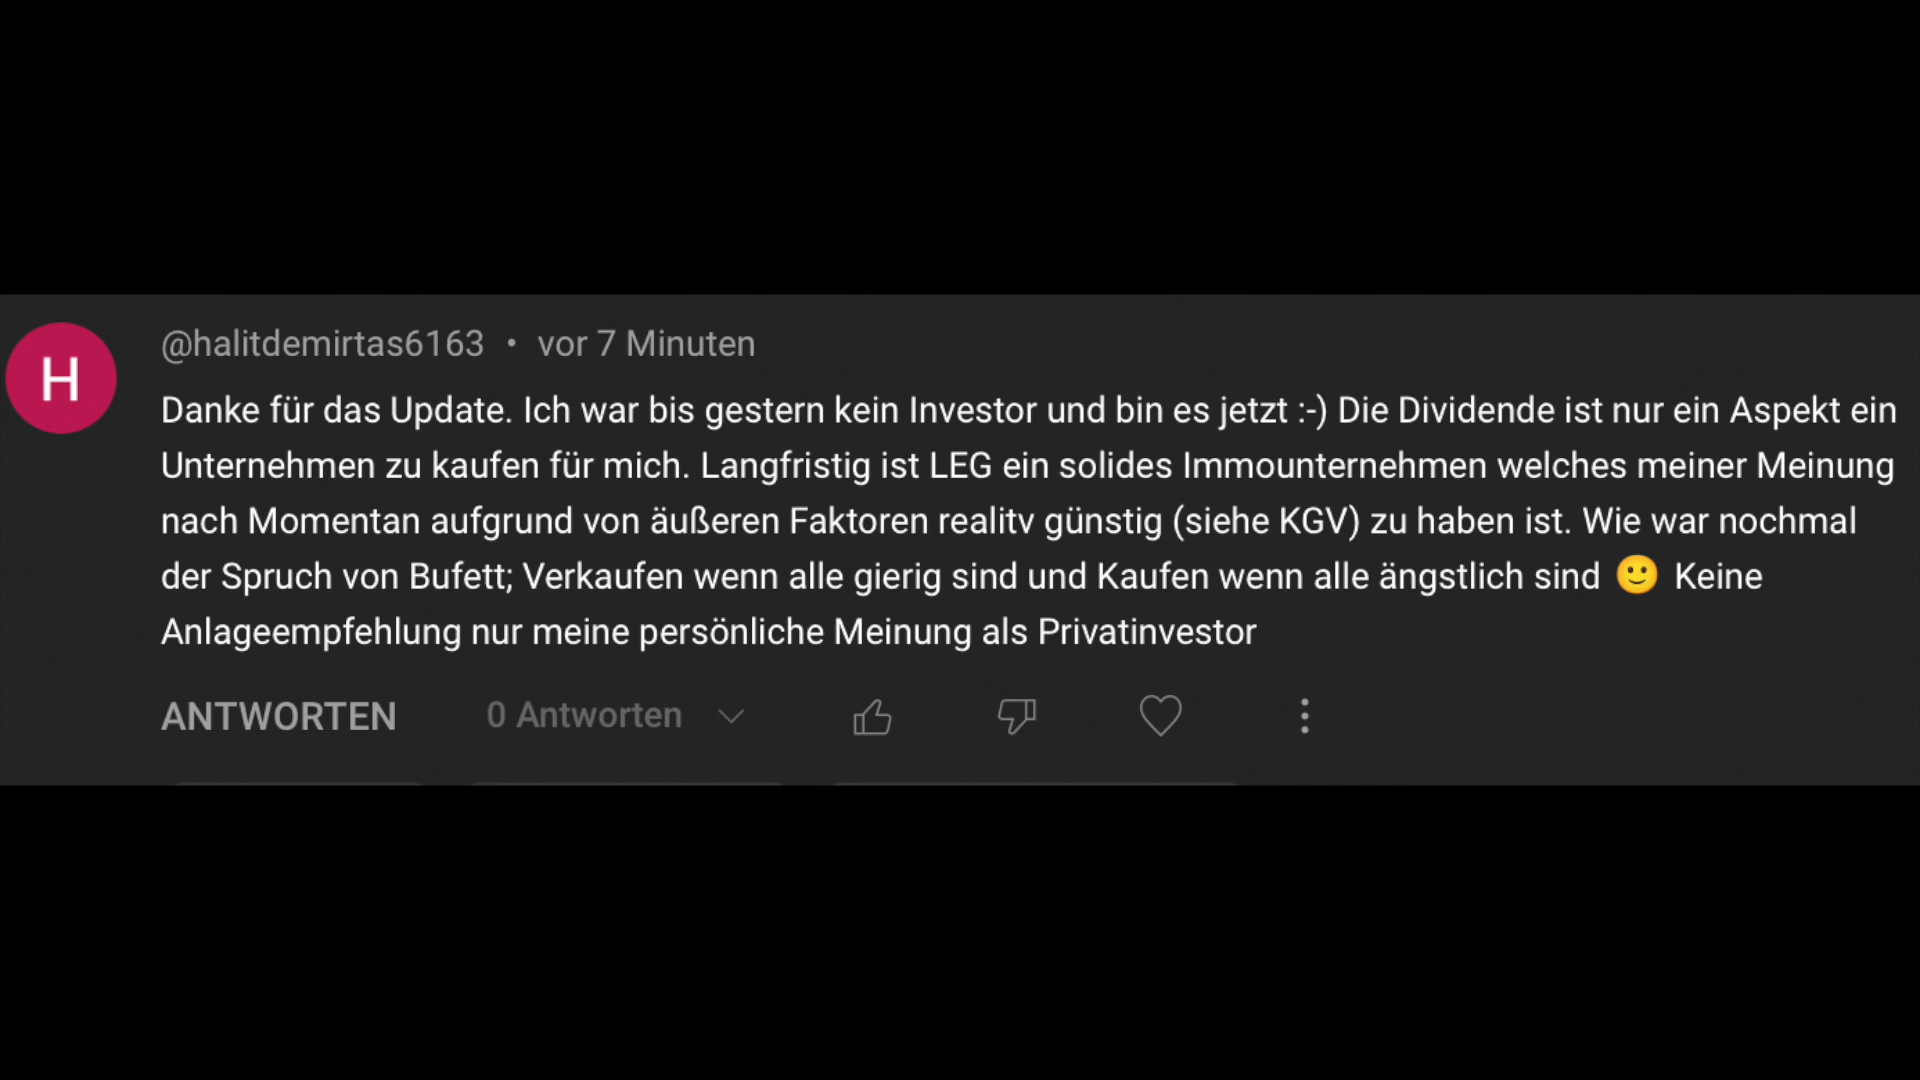 H
@halitdemirtas6163 • vor 7 Minuten
Danke für das Update. Ich war bis gestern kein Investor und bin es jetzt :-) Die Dividende ist nur ein Aspekt ein
Unternehmen zu kaufen für mich. Langfristig ist LEG ein solides Immounternehmen welches meiner Meinung
nach Momentan aufgrund von äußeren Faktoren realitv günstig (siehe KGV) zu haben ist. Wie war nochmal
der Spruch von Bufett; Verkaufen wenn alle gierig sind und Kaufen wenn alle ängstlich sind 🙂 Keine
Anlageempfehlung nur meine persönliche Meinung als Privatinvestor
ANTWORTEN 0 Antworten